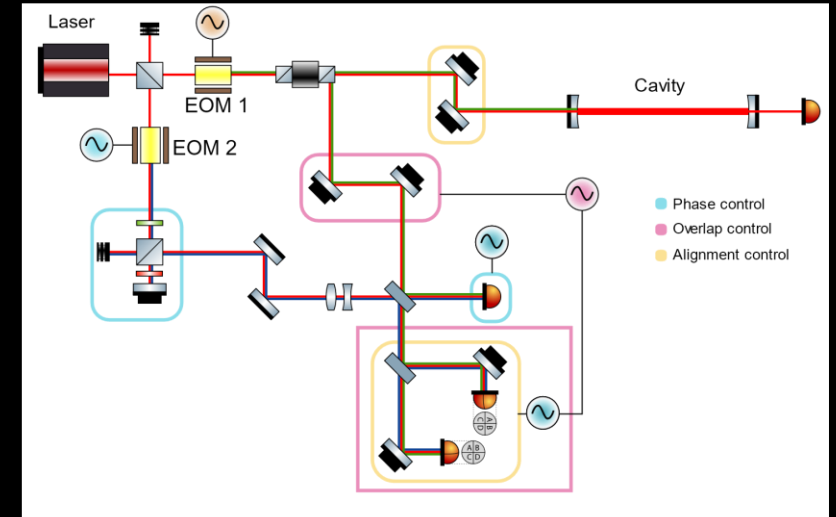 Laser
EOM 1
Cavity
EOM 2
Phase control
Overlap control
Alignment control
A B
C D
A B
C D